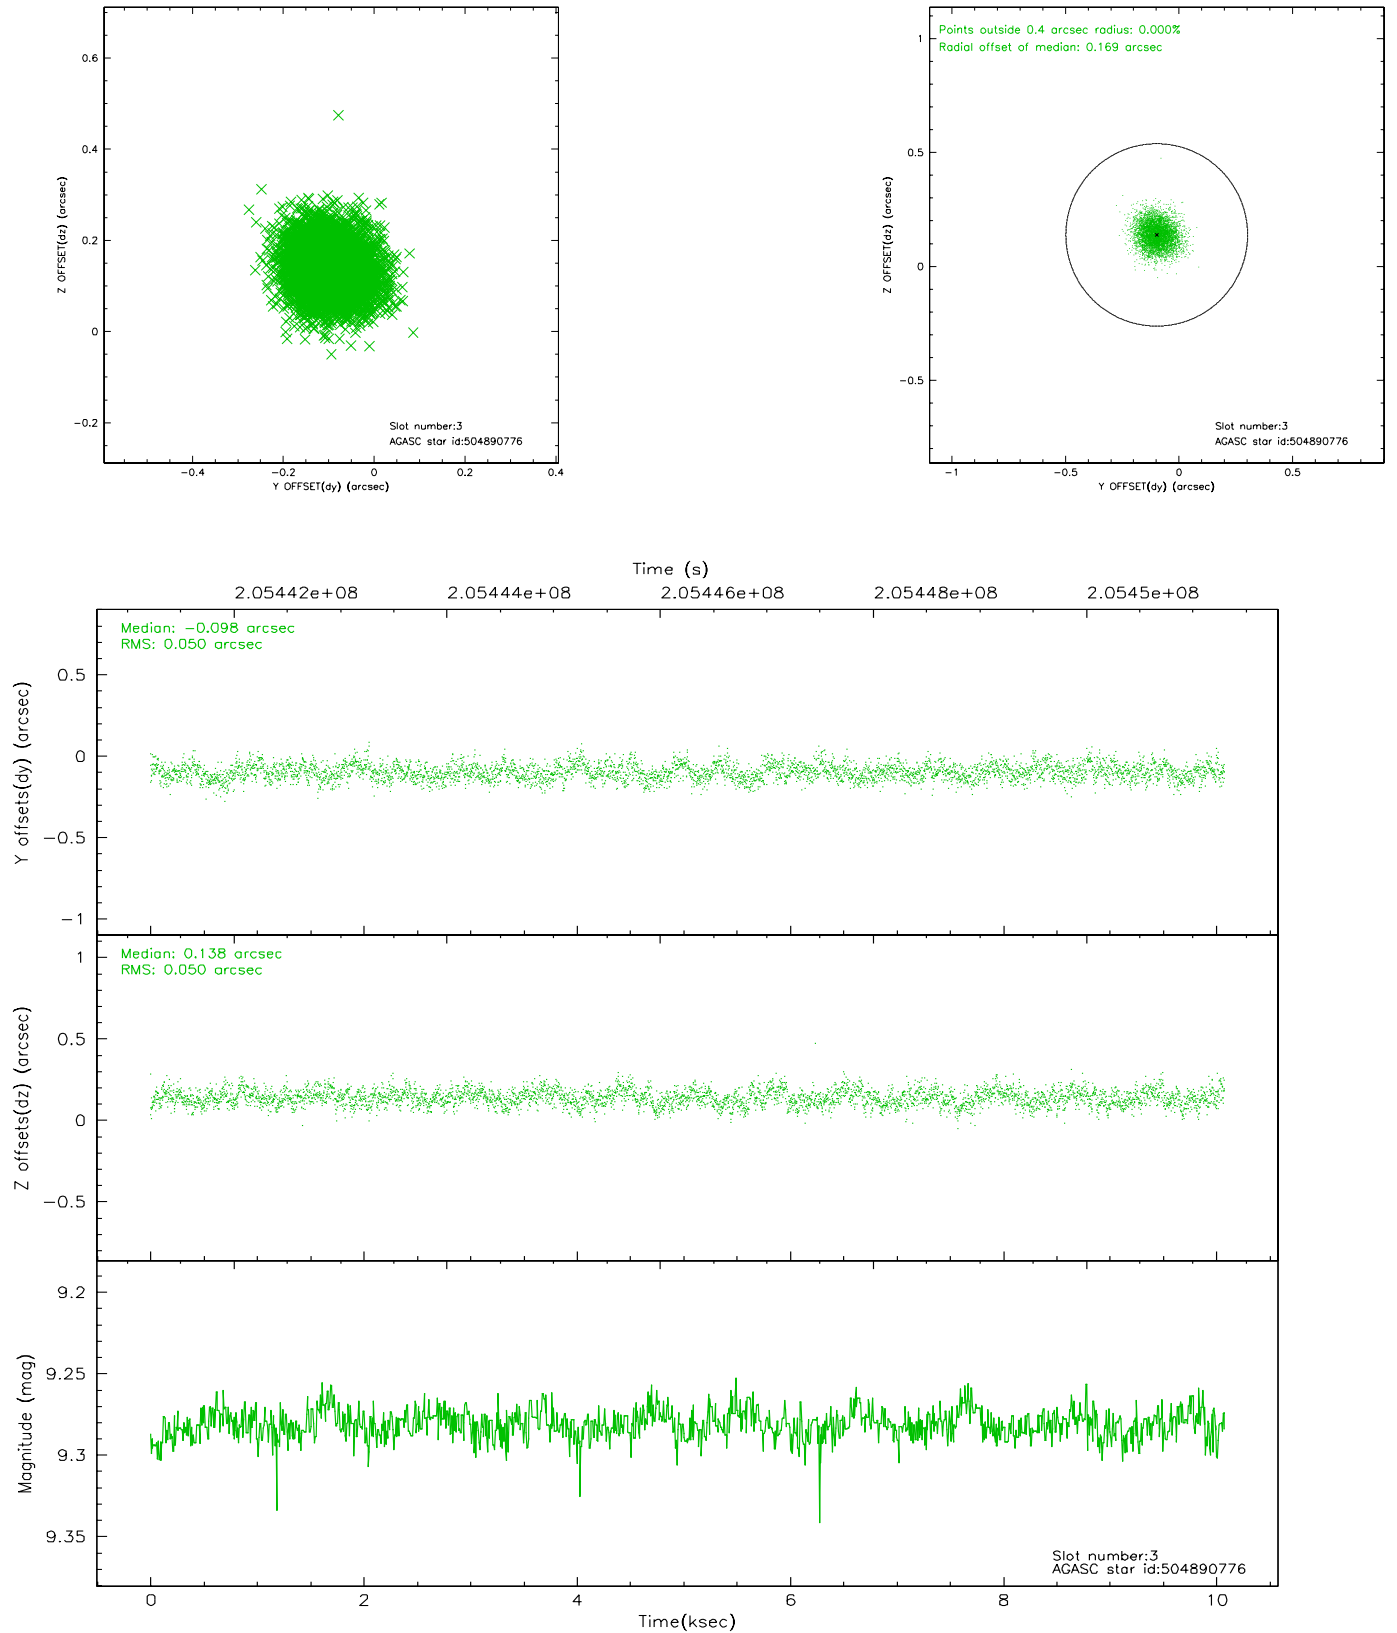 0.6
0.4
0.2
0
−0.2
Z OFFSET(dz) (arcsec)
−0.4
−0.2
0
0.2
0.4
Y OFFSET(dy) (arcsec)
Slot number:3
AGASC star id:504890776
Points outside 0.4 arcsec radius: 0.000%
Radial offset of median: 0.169 arcsec
1
0.5
0
−0.5
Z OFFSET(dz) (arcsec)
−1
−0.5
0
0.5
Y OFFSET(dy) (arcsec)
Slot number:3
AGASC star id:504890776
Time (s)
2.05442e+08
2.05444e+08
2.05446e+08
2.05448e+08
2.0545e+08
Median: −0.098 arcsec
RMS: 0.050 arcsec
0.5
0
−0.5
−1
Y offsets(dy) (arcsec)
Median: 0.138 arcsec
RMS: 0.050 arcsec
1
0.5
0
−0.5
Z offsets(dz) (arcsec)
9.2
9.25
9.3
9.35
Magnitude (mag)
Slot number:3
AGASC star id:504890776
0
2
4
6
8
10
Time(ksec)